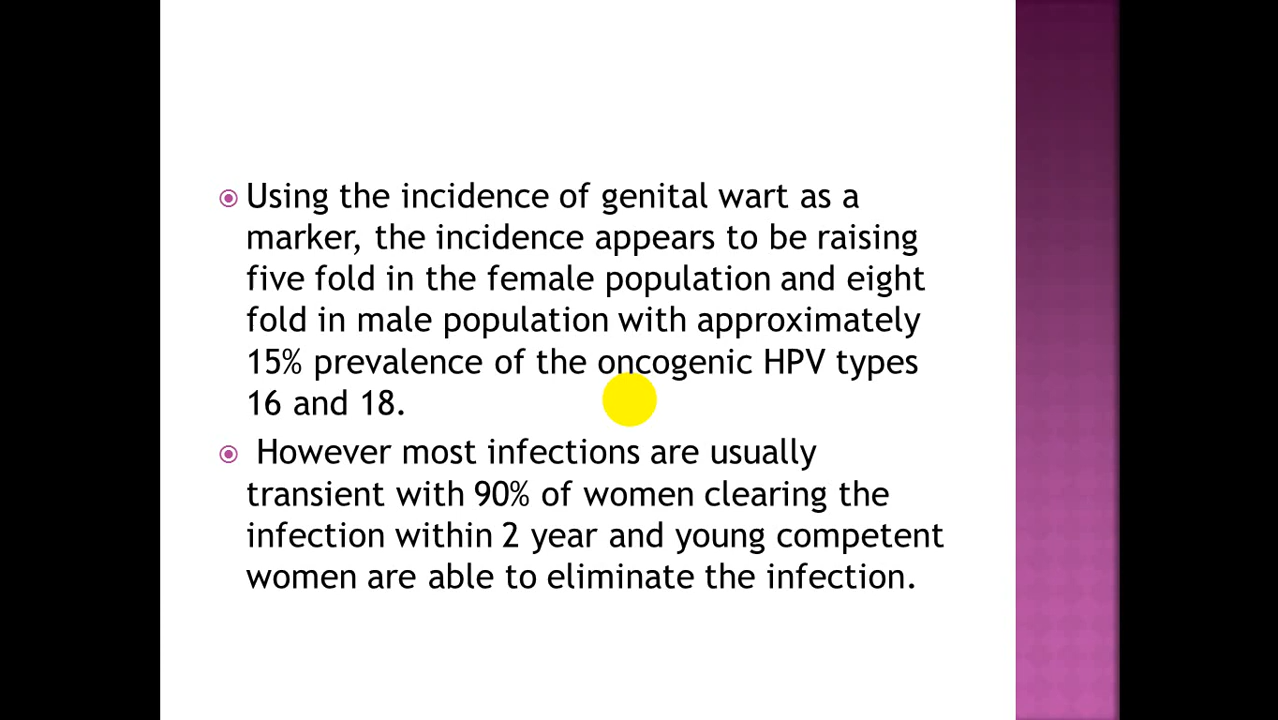 Using the incidence of genital wart as a
marker, the incidence appears to be raising
five fold in the female population and eight
fold in male population with approximately
15% prevalence of the oncogenic HPV types
16 and 18.
However most infections are usually
transient with 90% of women clearing the
infection within 2 year and young competent
women are able to eliminate the infection.